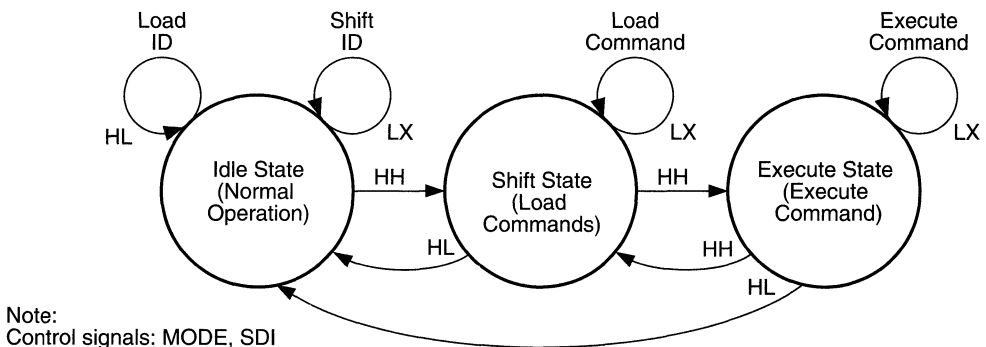 Load
ID
Shift
ID
Load
Command
Execute
Command
HL
LX
LX
LX
Idle State
(Normal
Operation)
HH
Shift State
(Load
Commands)
HH
Execute State
(Execute
Command)
HL
HH
HL
Note:
Control signals: MODE, SDI